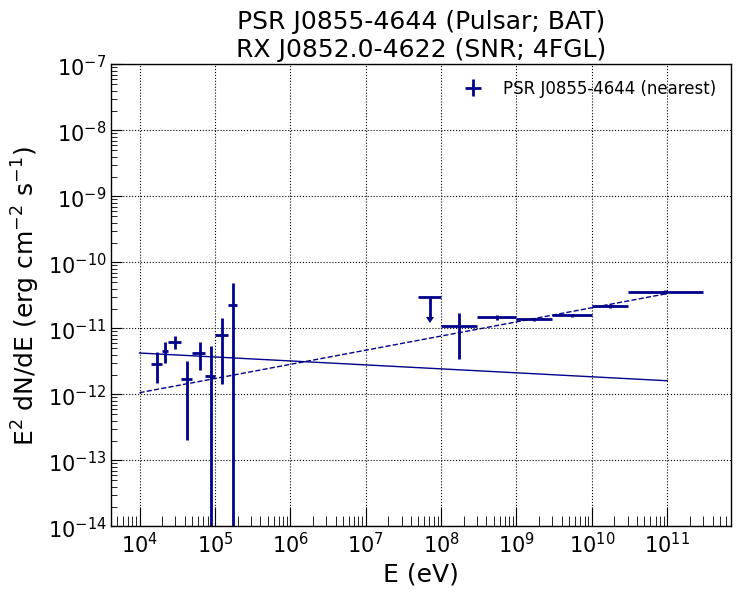 PSR J0855-4644 (Pulsar; BAT)
RX J0852.0-4622 (SNR; 4FGL)
PSR J0855-4644 (nearest)
E² dN/dE (erg cm⁻² s⁻¹)
10⁻⁷
10⁻⁸
10⁻⁹
10⁻¹⁰
10⁻¹¹
10⁻¹²
10⁻¹³
10⁻¹⁴
10⁴ 10⁵ 10⁶ 10⁷ 10⁸ 10⁹ 10¹⁰ 10¹¹
E (eV)